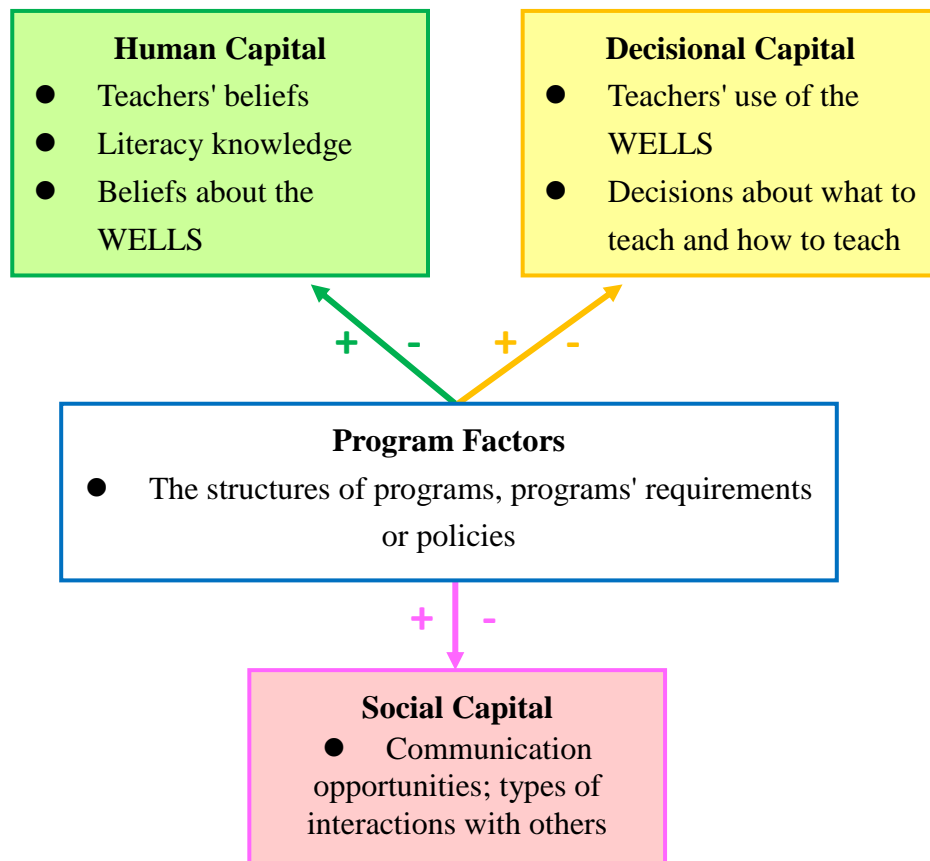 Human Capital
● Teachers' beliefs
● Literacy knowledge
● Beliefs about the
WELLS
Decisional Capital
● Teachers' use of the
WELLS
● Decisions about what to
teach and how to teach
+ -
+ -
Program Factors
● The structures of programs, programs' requirements
or policies
+ -
Social Capital
● Communication
opportunities; types of
interactions with others